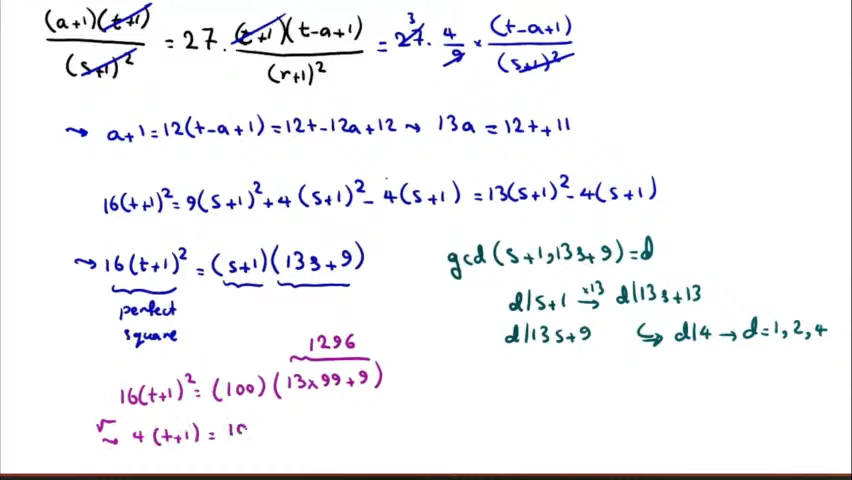 (a+1)(t+1)/(s+1)² = 27 · (t+1)(t-a+1)/(r+1)² = 27 3 · 4/9 × (t-a+1)/(s+1)²
⇝ a+1 = 12(t-a+1) = 12t-12a+12 ⇝ 13a = 12t+11
16(t+1)² = 9(s+1)² + 4(s+1)² - 4(s+1) = 13(s+1)² - 4(s+1)
⇝ 16(t+1)² = (s+1)(13s+9)
perfect
square
gcd(s+1, 13s+9) = d
d|s+1 ×13→ d|13s+13
d|13s+9 ↪ d|4 → d=1, 2, 4
1296
16(t+1)² = (100)(13×99+9)
√ ⇝ 4(t+1) = 10